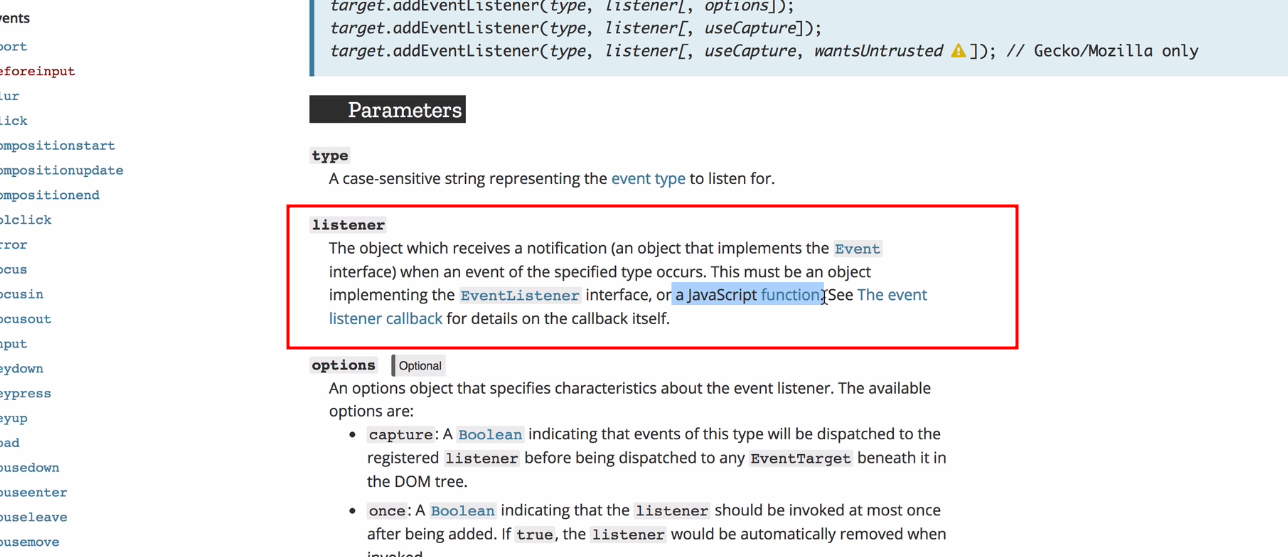 vents
target.addEventListener(type, listener[, options]);
port
target.addEventListener(type, listener[, useCapture]);
eforeinput
target.addEventListener(type, listener[, useCapture, wantsUntrusted ]); // Gecko/Mozilla only
lur
lick
Parameters
ompositionstart
type
ompositionupdate
A case-sensitive string representing the event type to listen for.
ompositionend
blclick
listener
rror
The object which receives a notification (an object that implements the Event
ocus
interface) when an event of the specified type occurs. This must be an object
ocusin
implementing the EventListener interface, or a JavaScript function. See The event
ocusout
listener callback for details on the callback itself.
nput
eydown
options Optional
eypress
An options object that specifies characteristics about the event listener. The available
eyup
options are:
oad
capture: A Boolean indicating that events of this type will be dispatched to the
ousedown
registered listener before being dispatched to any EventTarget beneath it in
ouseenter
the DOM tree.
ouseleave
once: A Boolean indicating that the listener should be invoked at most once
ousemove
after being added. If true, the listener would be automatically removed when
invoked.